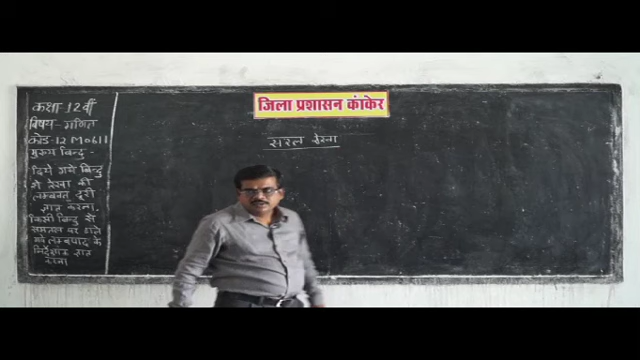 जिला प्रशासन कांकेर
सरल रेखा
कक्षा 12वीं
विषय - गणित
कोड- 12 M0611
मुख्य बिन्दु -
दिये गये बिन्दु
से रेखा की
लम्बवत् दूरी
ज्ञात करना.
किसी बिन्दु से
समतल पर डाले
गये लम्बपाद के
निर्देशांक ज्ञात
करना